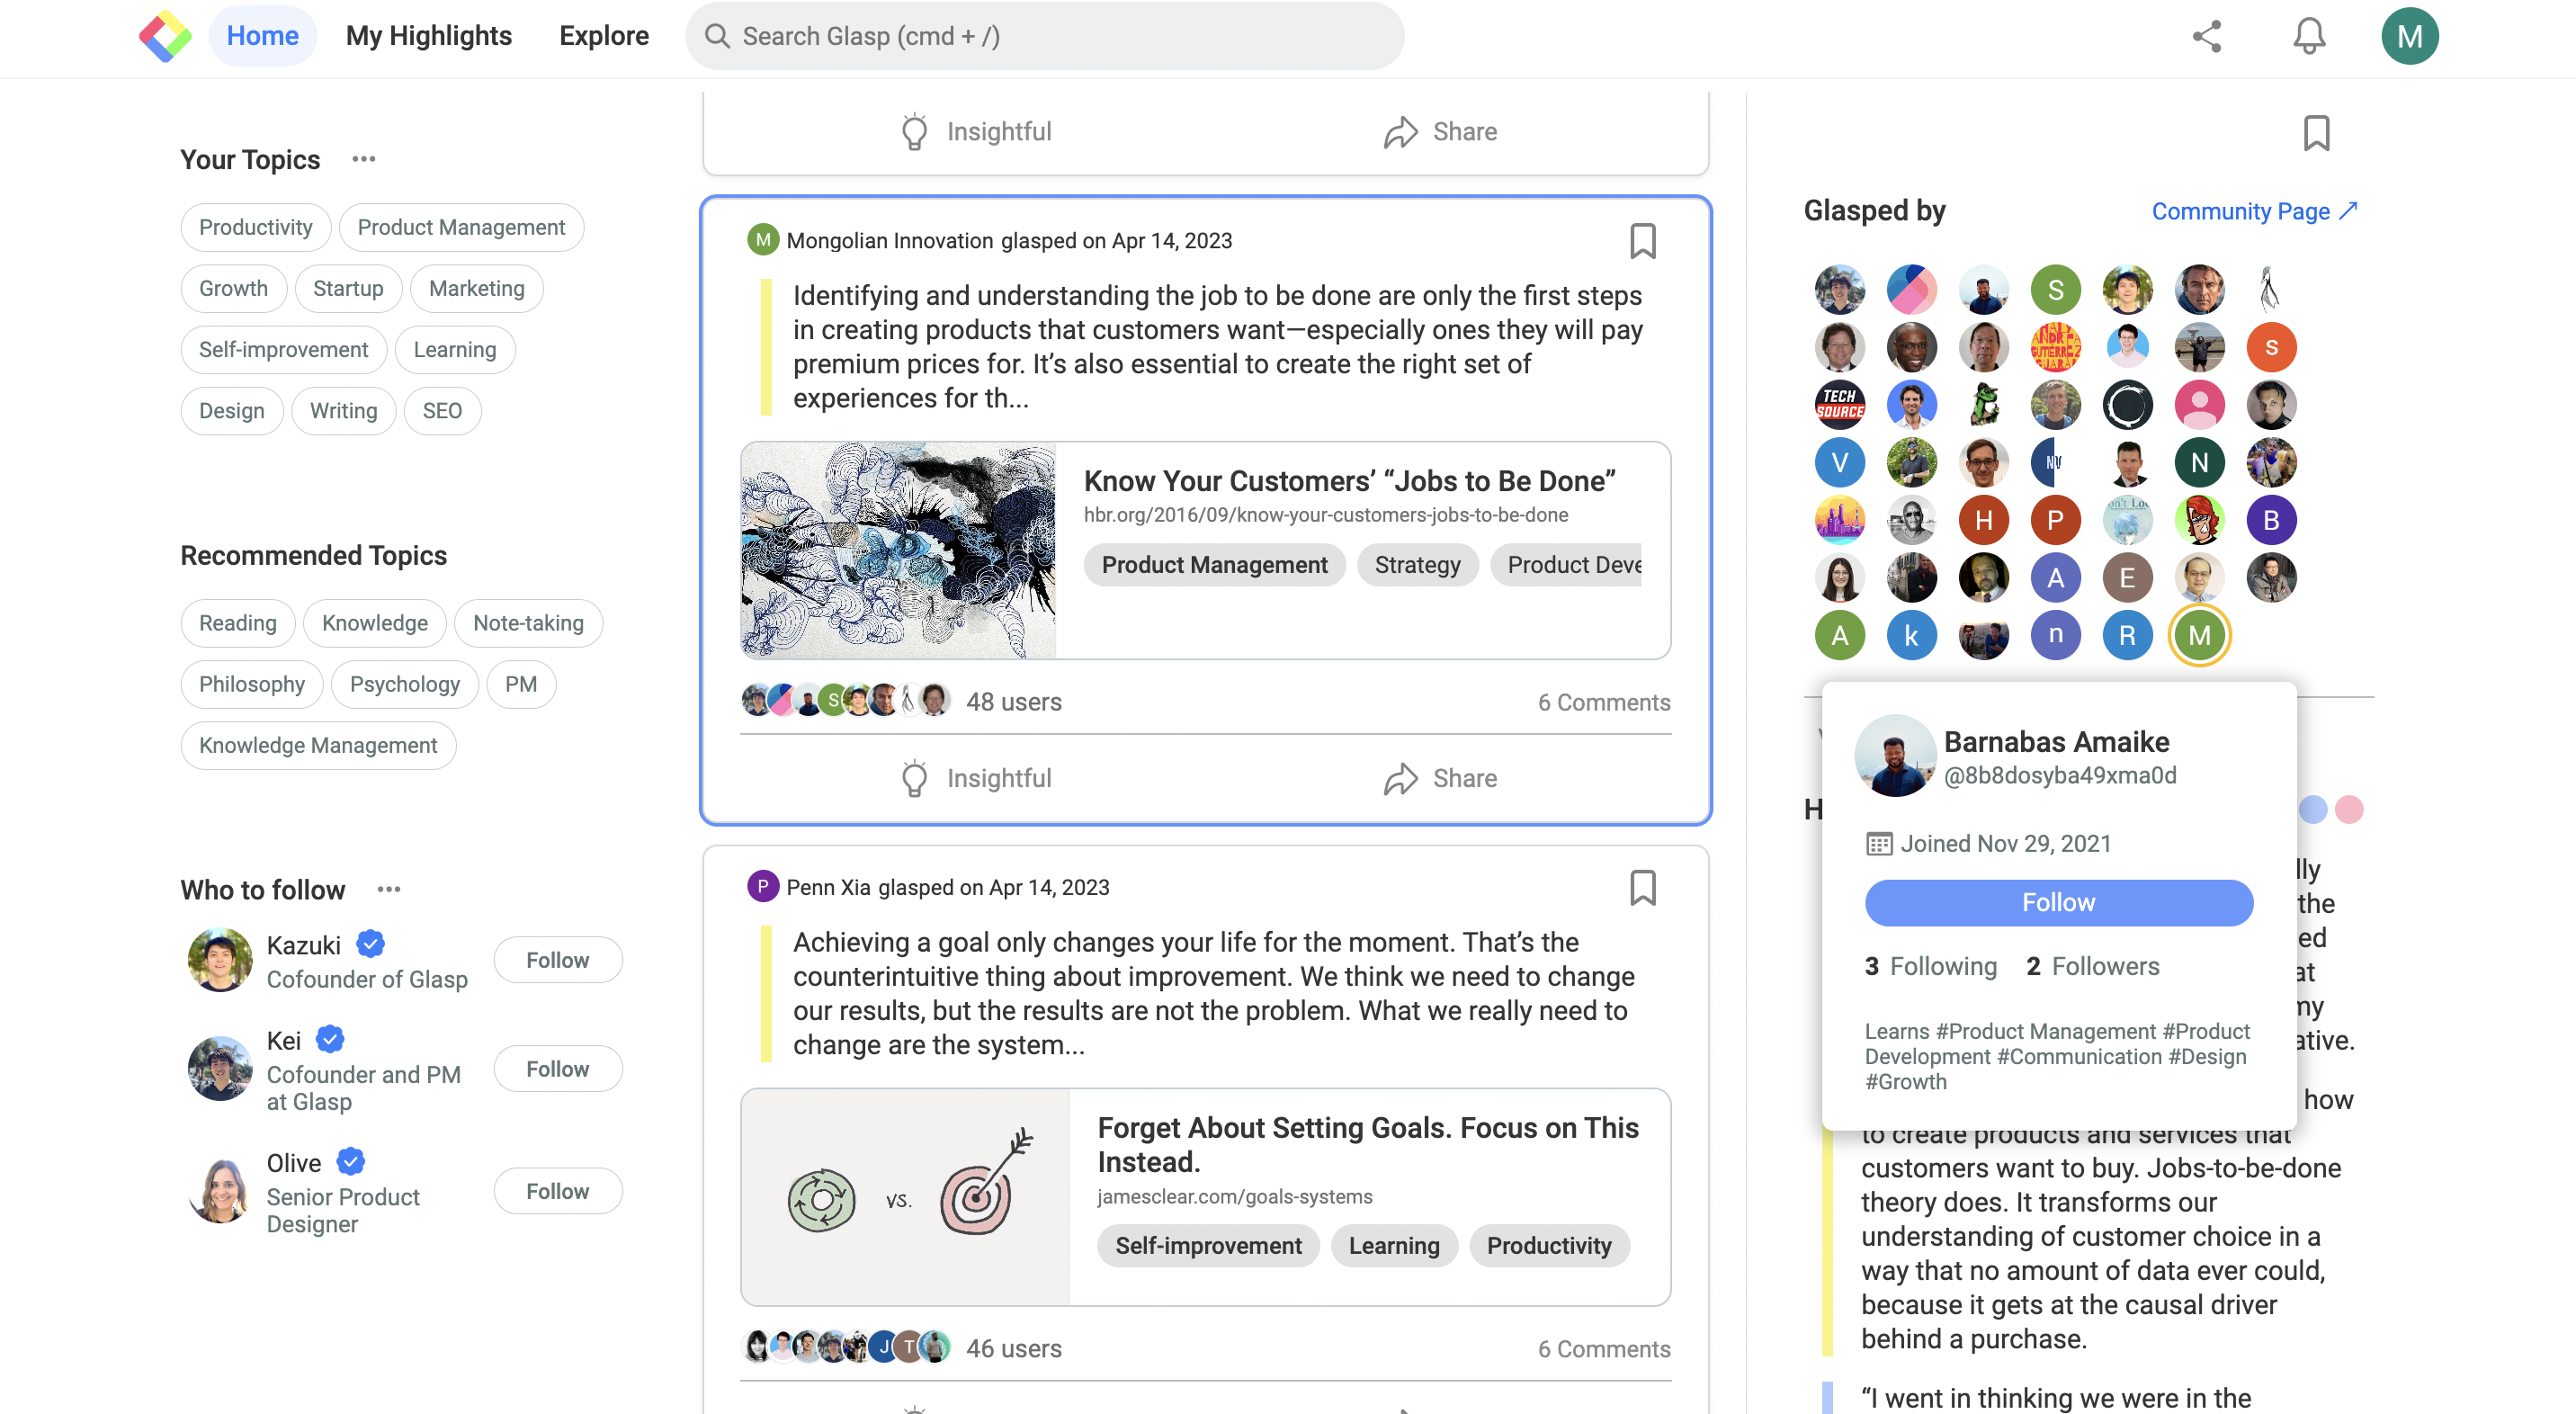 Home My Highlights Explore Search Glasp (cmd + /) M
Your Topics •••
Productivity Product Management
Growth Startup Marketing
Self-improvement Learning
Design Writing SEO
Recommended Topics
Reading Knowledge Note-taking
Philosophy Psychology PM
Knowledge Management
Who to follow •••
Kazuki
Cofounder of Glasp
Follow
Kei
Cofounder and PM
at Glasp
Follow
Olive
Senior Product
Designer
Follow
Insightful Share
M Mongolian Innovation glasped on Apr 14, 2023
Identifying and understanding the job to be done are only the first steps
in creating products that customers want—especially ones they will pay
premium prices for. It’s also essential to create the right set of
experiences for th...
Know Your Customers’ “Jobs to Be Done”
hbr.org/2016/09/know-your-customers-jobs-to-be-done
Product Management Strategy Product Deve
S 48 users 6 Comments
Insightful Share
P Penn Xia glasped on Apr 14, 2023
Achieving a goal only changes your life for the moment. That’s the
counterintuitive thing about improvement. We think we need to change
our results, but the results are not the problem. What we really need to
change are the system...
vs.
Forget About Setting Goals. Focus on This
Instead.
jamesclear.com/goals-systems
Self-improvement Learning Productivity
J T 46 users 6 Comments
Glasped by Community Page
S
S
TECH
SOURCE
V N
H P B
A E
A k n R M
Barnabas Amaike
@8b8dosyba49xma0d
H
Joined Nov 29, 2021
Follow
3 Following 2 Followers
Learns #Product Management #Product
Development #Communication #Design
#Growth
lly
the
ed
at
my
ative.
how
to create products and services that
customers want to buy. Jobs-to-be-done
theory does. It transforms our
understanding of customer choice in a
way that no amount of data ever could,
because it gets at the causal driver
behind a purchase.
“I went in thinking we were in the